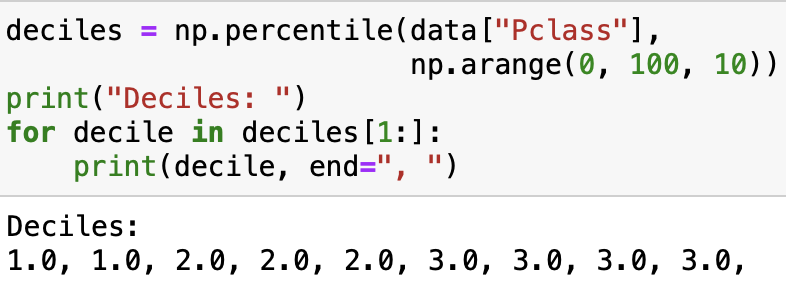 deciles = np.percentile(data["Pclass"],
                        np.arange(0, 100, 10))
print("Deciles: ")
for decile in deciles[1:]:
    print(decile, end=", ")
Deciles:
1.0, 1.0, 2.0, 2.0, 2.0, 3.0, 3.0, 3.0, 3.0,